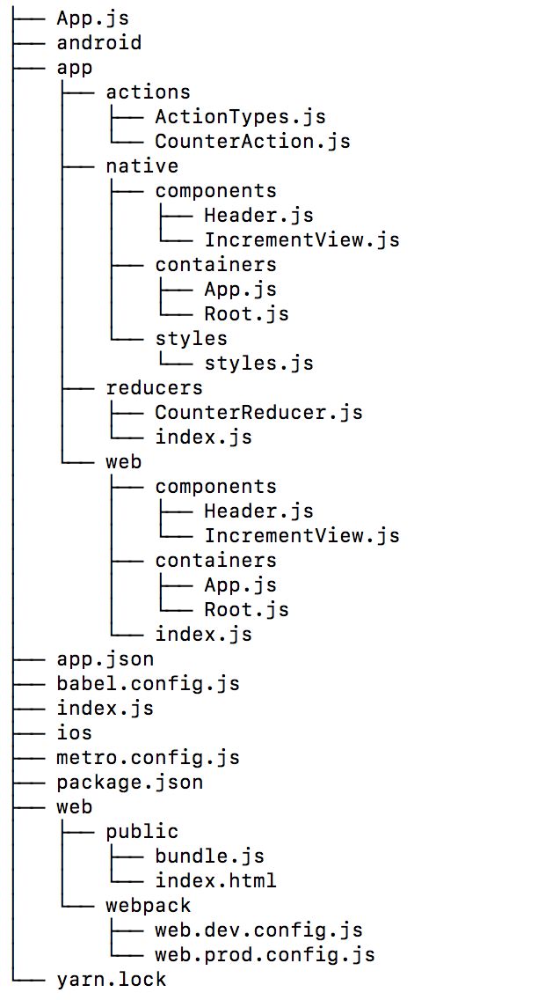 ├── App.js
├── android
├── app
│   ├── actions
│   │   ├── ActionTypes.js
│   │   └── CounterAction.js
│   ├── native
│   │   ├── components
│   │   │   ├── Header.js
│   │   │   └── IncrementView.js
│   │   ├── containers
│   │   │   ├── App.js
│   │   │   └── Root.js
│   │   └── styles
│   │       └── styles.js
│   ├── reducers
│   │   ├── CounterReducer.js
│   │   └── index.js
│   └── web
│       ├── components
│       │   ├── Header.js
│       │   └── IncrementView.js
│       ├── containers
│       │   ├── App.js
│       │   └── Root.js
│       └── index.js
├── app.json
├── babel.config.js
├── index.js
├── ios
├── metro.config.js
├── package.json
├── web
│   ├── public
│   │   ├── bundle.js
│   │   └── index.html
│   └── webpack
│       ├── web.dev.config.js
│       └── web.prod.config.js
└── yarn.lock